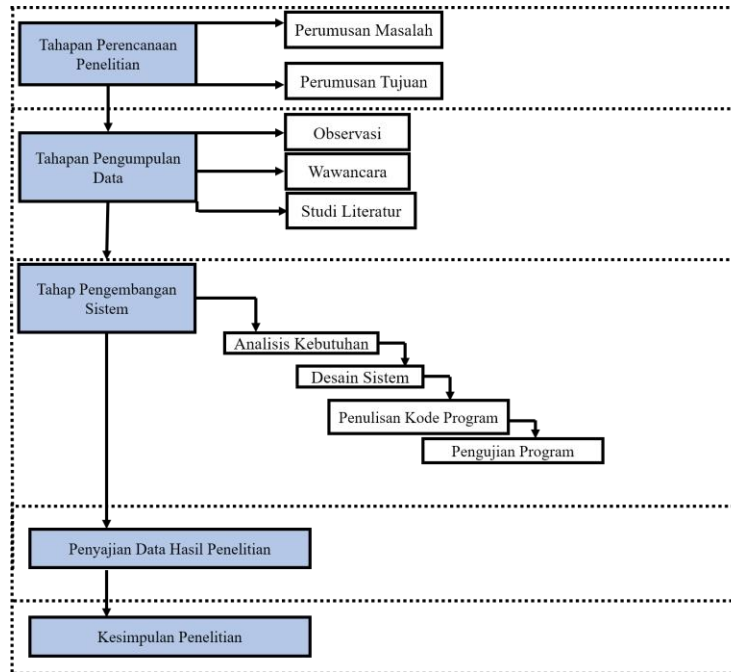 Tahapan Perencanaan
Penelitian
Perumusan Masalah
Perumusan Tujuan
Tahapan Pengumpulan
Data
Observasi
Wawancara
Studi Literatur
Tahap Pengembangan
Sistem
Analisis Kebutuhan
Desain Sistem
Penulisan Kode Program
Pengujian Program
Penyajian Data Hasil Penelitian
Kesimpulan Penelitian